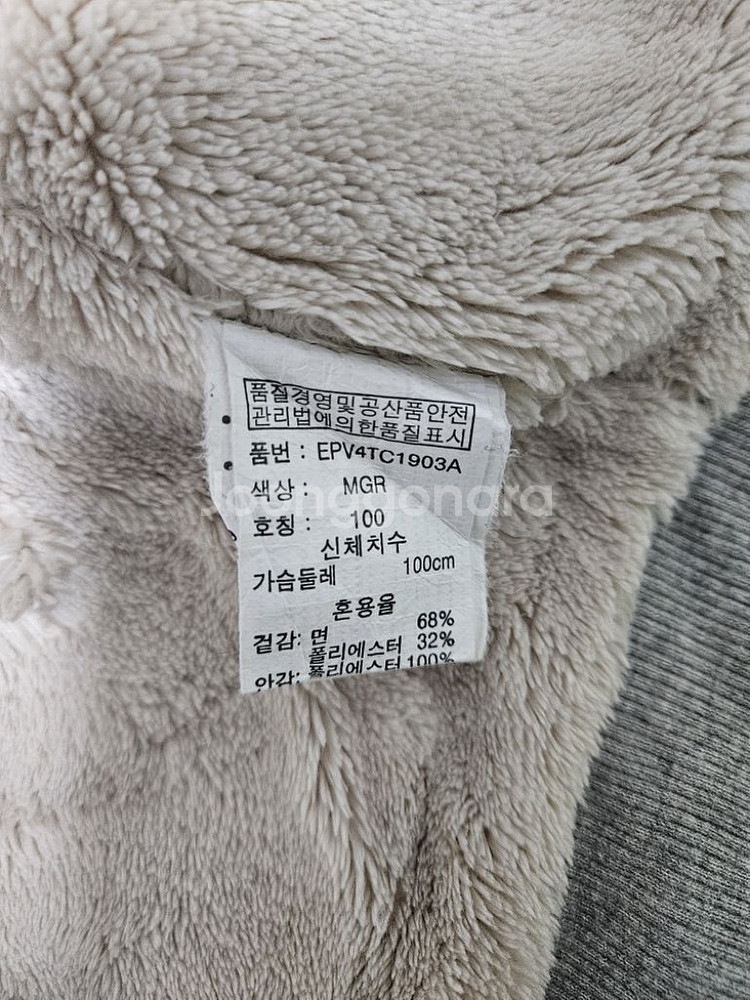 품질경영및공산품안전
관리법에의한품질표시
품번 : EPV4TC1903A
색상 : MGR
Joonggonara
호칭 : 100
신체치수
가슴둘레 100cm
혼용율
겉감: 면 68%
폴리에스터 32%
안감: 폴리에스터 100%